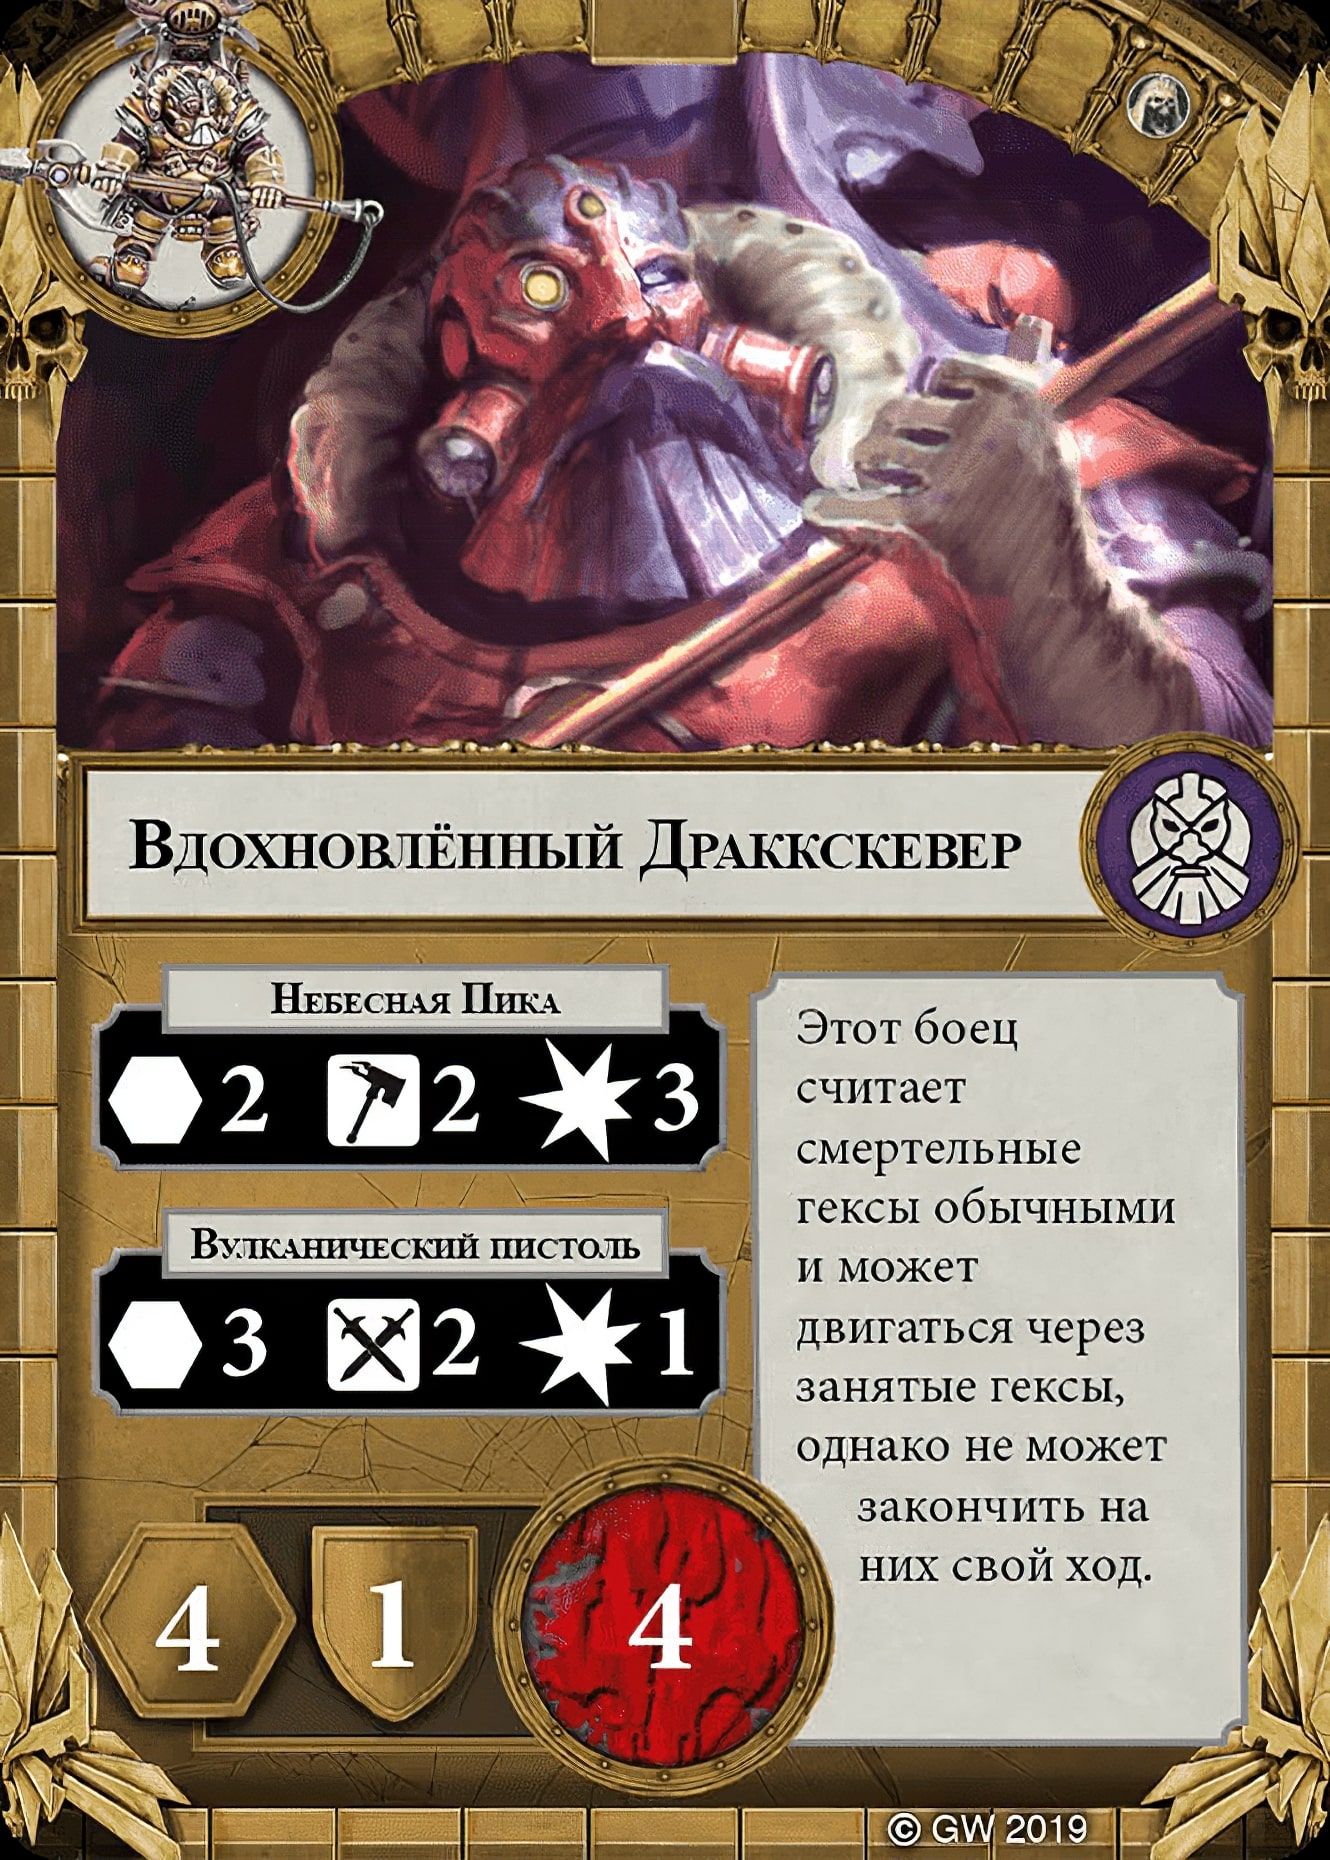 Вдохновлённый Драккскевер
Небесная Пика
2 2 3
Вулканический пистоль
3 2 1
Этот боец
считает
смертельные
гексы обычными
и может
двигаться через
занятые гексы,
однако не может
закончить на
них свой ход.
4 1 4
© GW 2019